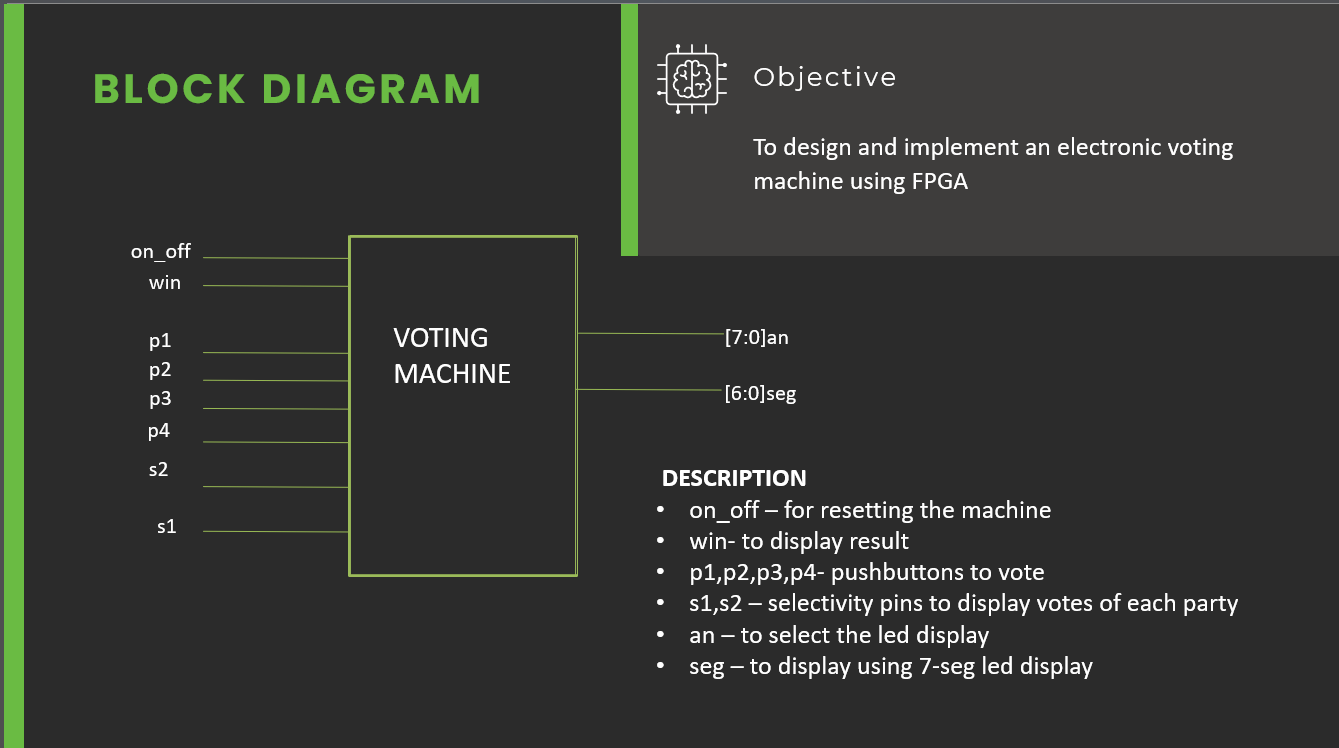 BLOCK DIAGRAM
Objective
To design and implement an electronic voting
machine using FPGA
on_off
win
p1
p2
p3
p4
s2
s1
VOTING
MACHINE
[7:0]an
[6:0]seg
DESCRIPTION
• on_off – for resetting the machine
• win- to display result
• p1,p2,p3,p4- pushbuttons to vote
• s1,s2 – selectivity pins to display votes of each party
• an – to select the led display
• seg – to display using 7-seg led display